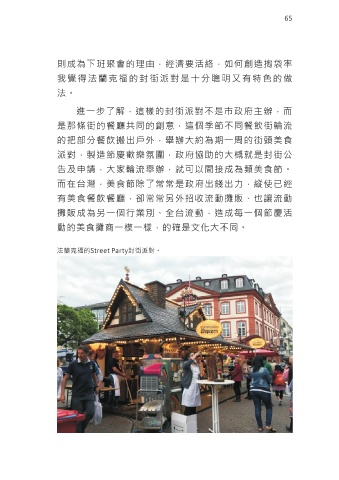 65
則成為下班聚會的理由，經濟要活絡，如何創造掏袋率
我覺得法蘭克福的封街派對是十分聰明又有特色的做
法。
進一步了解，這樣的封街派對不是市政府主辦，而
是那條街的餐廳共同的創意，這個季節不同餐飲街輪流
的把部分餐飲搬出戶外，舉辦大約為期一周的街頭美食
派對，製造節慶歡樂氛圍，政府協助的大概就是封街公
告及申請，大家輪流舉辦，就可以間接成為類美食節。
而在台灣，美食節除了常常是政府出錢出力，縱使已經
有美食餐飲餐廳，卻常常另外招收流動攤販，也讓流動
攤販成為另一個行業別，全台流動，造成每一個節慶活
動的美食攤商一模一樣，的確是文化大不同。
法蘭克福的Street Party封街派對。